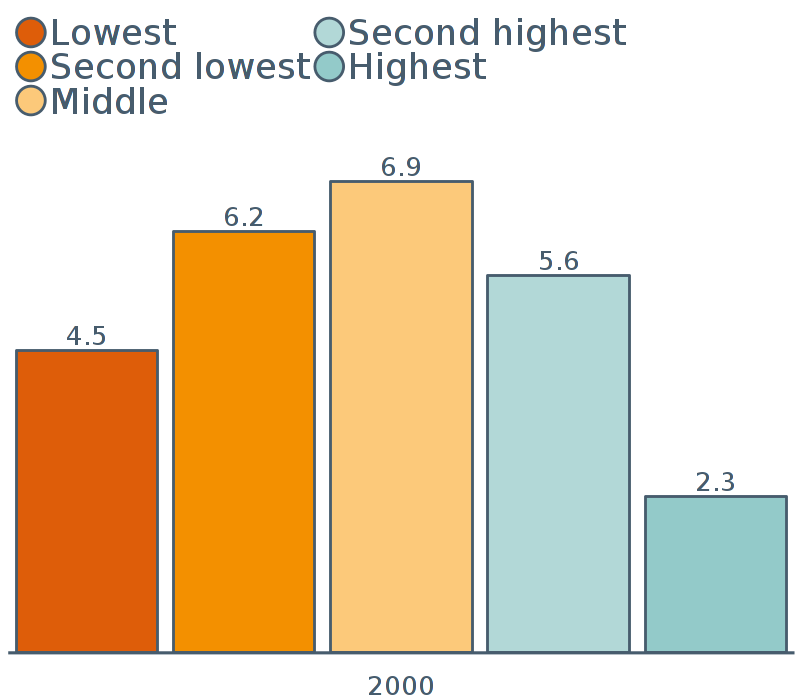 Lowest
Second lowest
Middle
Second highest
Highest
6.9
6.2
5.6
4.5
2.3
2000